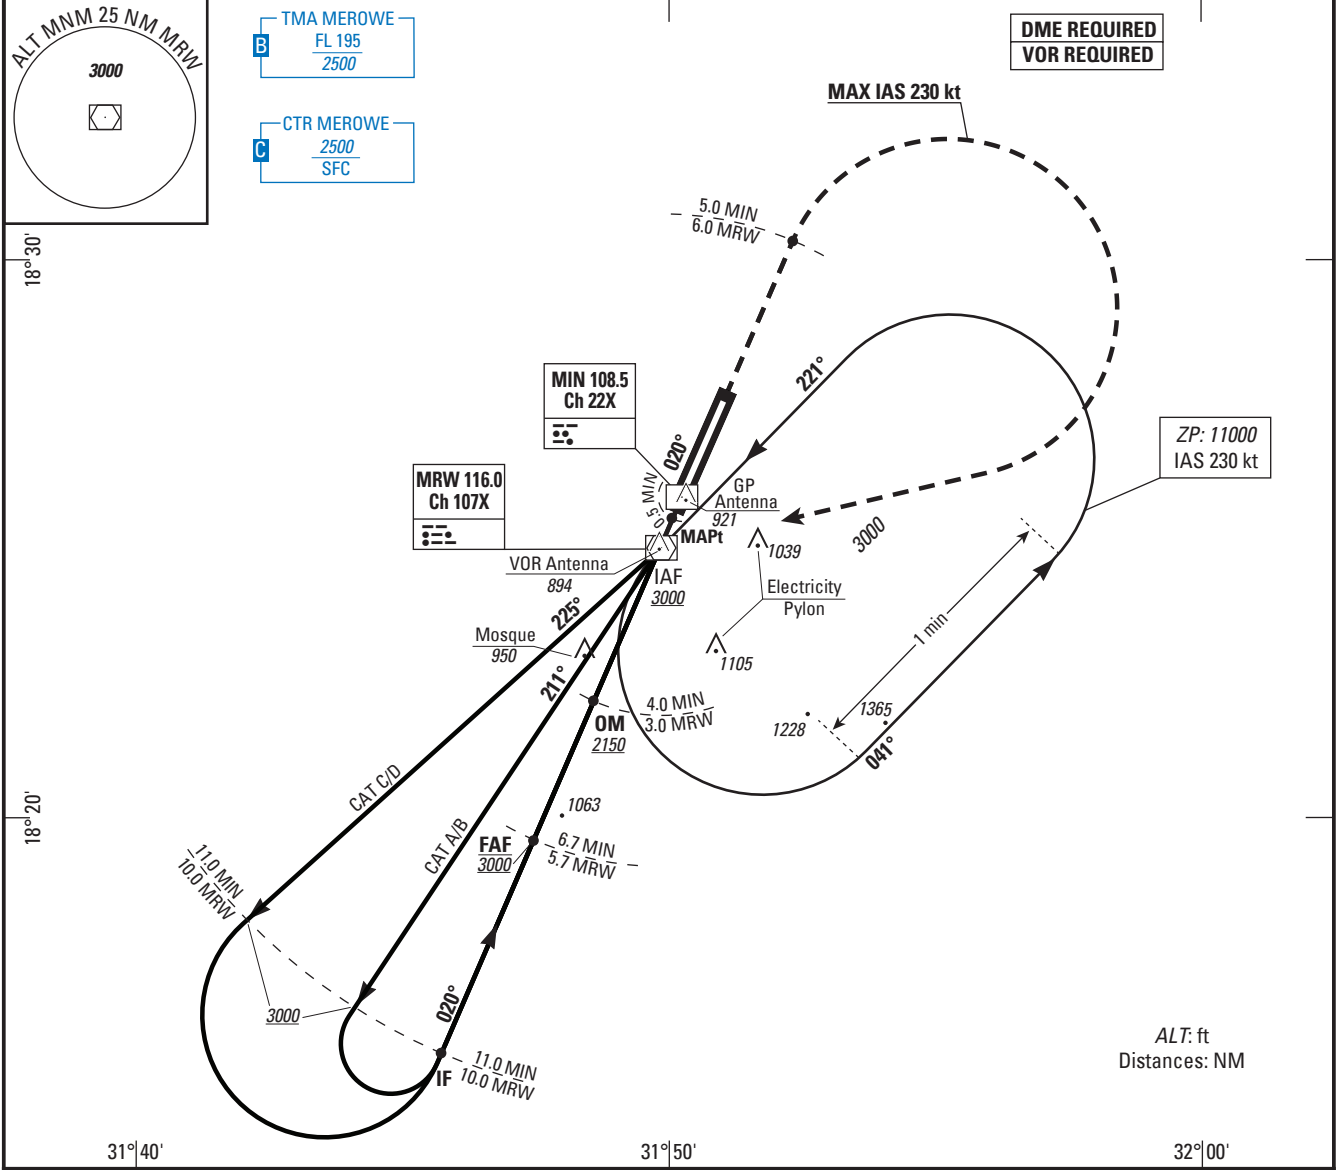 ALT MNM 25 NM MRW
3000
TMA MEROWE
B
FL 195
2500
CTR MEROWE
C
2500
SFC
DME REQUIRED
VOR REQUIRED
MAX IAS 230 kt
5.0 MIN
6.0 MRW
18°30'
221°
MIN 108.5
Ch 22X
020°
ZP: 11000
IAS 230 kt
MRW 116.0
Ch 107X
0.5 MIN
GP
Antenna
921
MAPt
3000
1039
VOR Antenna
894
IAF
3000
Electricity
Pylon
225°
Mosque
950
1 min
1105
211°
4.0 MIN
3.0 MRW
OM
2150
1228
1365
041°
CAT C/D
18°20'
1063
CAT A/B
FAF
3000
6.7 MIN
5.7 MRW
11.0 MIN
10.0 MRW
3000
020°
IF
11.0 MIN
10.0 MRW
ALT: ft
Distances: NM
31°40'
31°50'
32°00'